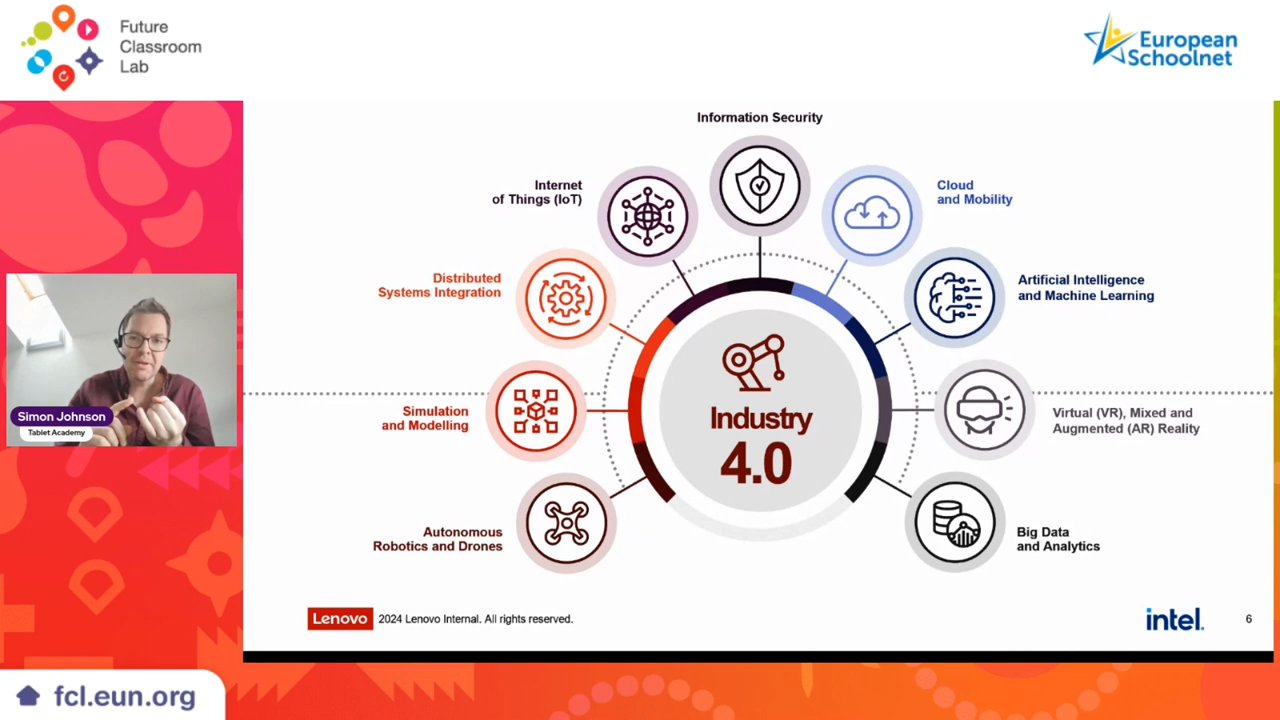 Future
Classroom
Lab
European
Schoolnet
Information Security
Internet
of Things (IoT)
Cloud
and Mobility
Distributed
Systems Integration
Artificial Intelligence
and Machine Learning
Industry
4.0
Simulation
and Modelling
Virtual (VR), Mixed and
Augmented (AR) Reality
Autonomous
Robotics and Drones
Big Data
and Analytics
Simon Johnson
Tablet Academy
Lenovo 2024 Lenovo Internal. All rights reserved.
intel.
6
fcl.eun.org